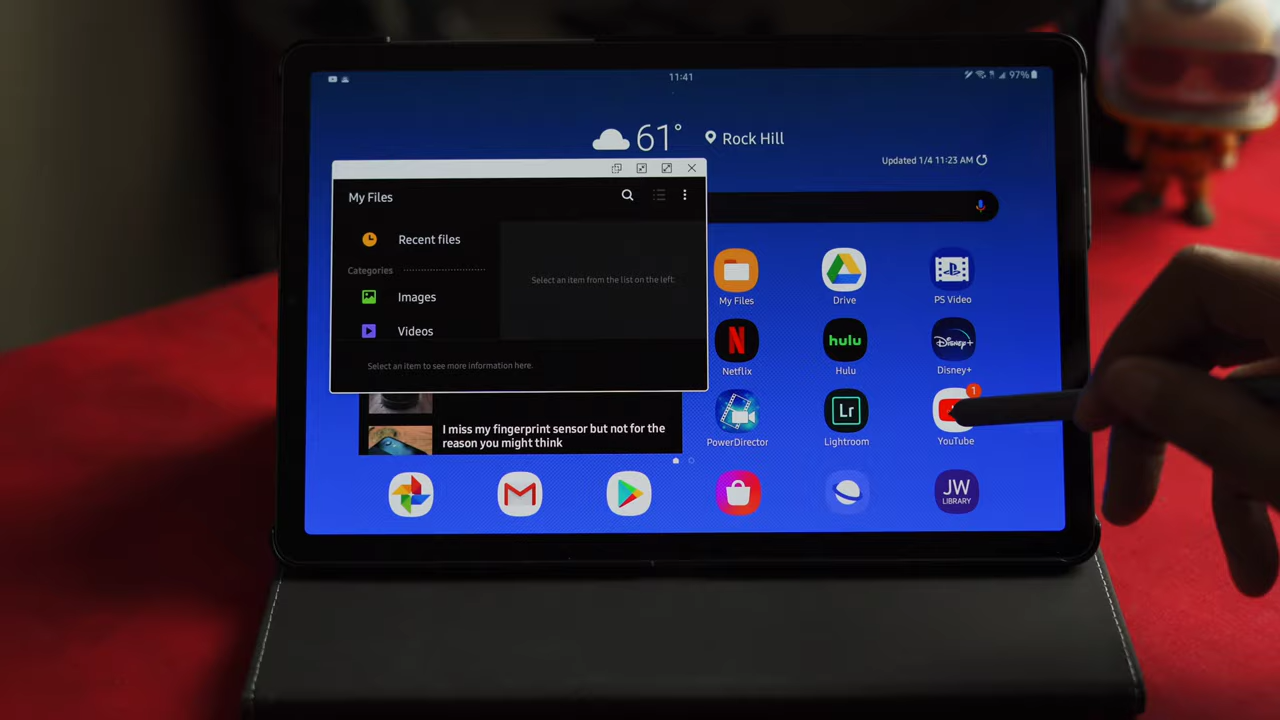 11:41
97%
61°
Rock Hill
Updated 1/4 11:23 AM
My Files
Recent files
Categories
Images
Videos
Select an item from the list on the left.
Select an item to see more information here.
I miss my fingerprint sensor but not for the
reason you might think
My Files
Drive
PS Video
Netflix
hulu
Hulu
Disney+
Disney+
PowerDirector
Lr
Lightroom
1
YouTube
JW
LIBRARY